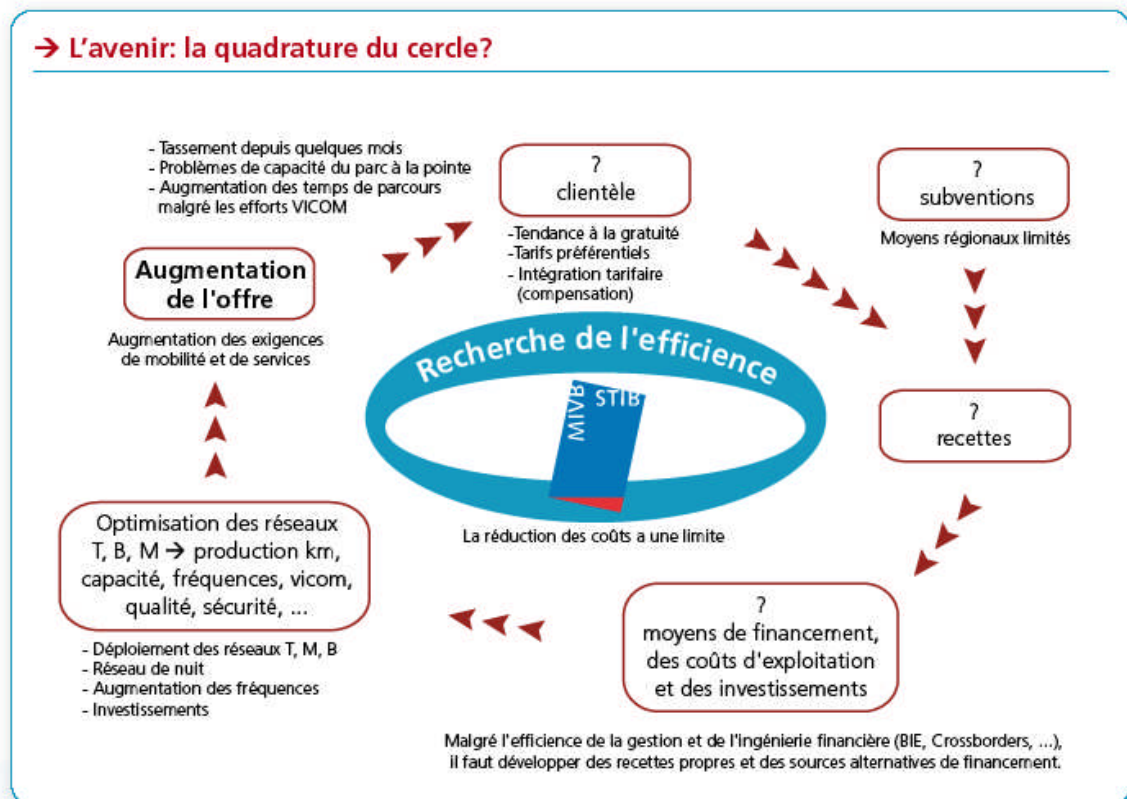 → L'avenir: la quadrature du cercle?
- Tassement depuis quelques mois
- Problèmes de capacité du parc à la pointe
- Augmentation des temps de parcours
malgré les efforts VICOM
?
clientèle
-Tendance à la gratuité
-Tarifs préférentiels
- Intégration tarifaire
(compensation)
?
subventions
Moyens régionaux limités
Augmentation
de l'offre
Augmentation des exigences
de mobilité et de services
Recherche de l'efficience
MIVB
STIB
La réduction des coûts a une limite
?
recettes
Optimisation des réseaux
T, B, M → production km,
capacité, fréquences, vicom,
qualité, sécurité, ...
- Déploiement des réseaux T, M, B
- Réseau de nuit
- Augmentation des fréquences
- Investissements
?
moyens de financement,
des coûts d'exploitation
et des investissements
Malgré l'efficience de la gestion et de l'ingénierie financière (BIE, Crossborders, ...),
il faut développer des recettes propres et des sources alternatives de financement.